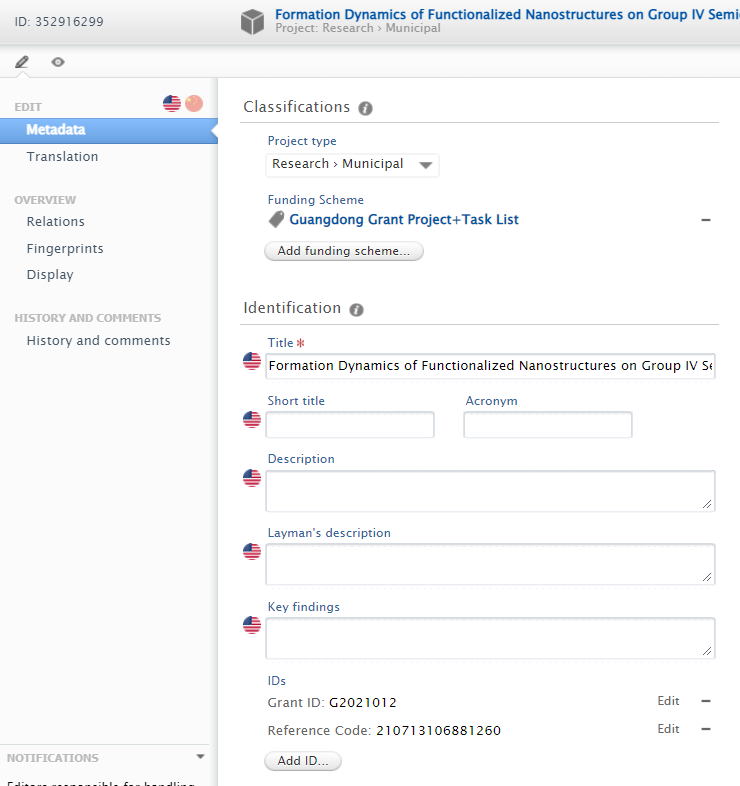 ID: 352916299
Formation Dynamics of Functionalized Nanostructures on Group IV Semi
Project: Research › Municipal
EDIT
Metadata
Translation
OVERVIEW
Relations
Fingerprints
Display
HISTORY AND COMMENTS
History and comments
NOTIFICATIONS
Editors responsible for handling
Classifications
Project type
Research › Municipal
Funding Scheme
Guangdong Grant Project+Task List
Add funding scheme...
Identification
Title *
Formation Dynamics of Functionalized Nanostructures on Group IV Se
Short title
Acronym
Description
Layman's description
Key findings
IDs
Grant ID: G2021012 Edit
Reference Code: 210713106881260 Edit
Add ID...